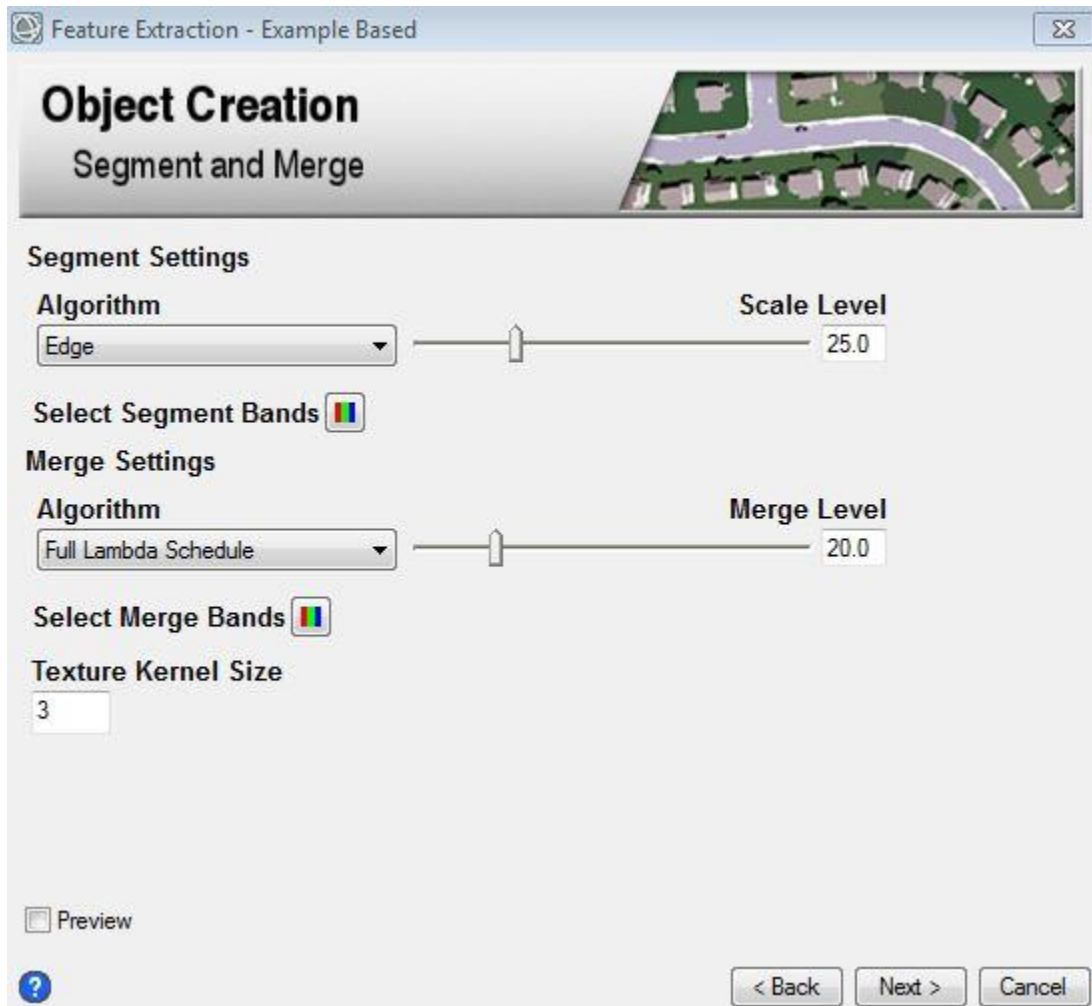 Feature Extraction - Example Based
Object Creation
Segment and Merge
Segment Settings
Algorithm Scale Level
Edge 25.0
Select Segment Bands
Merge Settings
Algorithm Merge Level
Full Lambda Schedule 20.0
Select Merge Bands
Texture Kernel Size
3
Preview
? < Back Next > Cancel